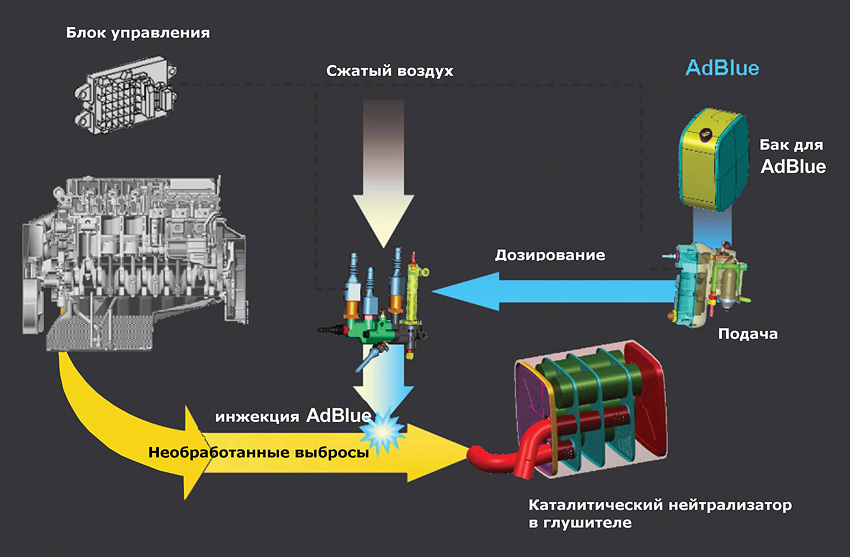 Блок управления
Сжатый воздух
AdBlue
Бак для
AdBlue
Дозирование
Подача
инжекция AdBlue
Необработанные выбросы
Каталитический нейтрализатор
в глушителе